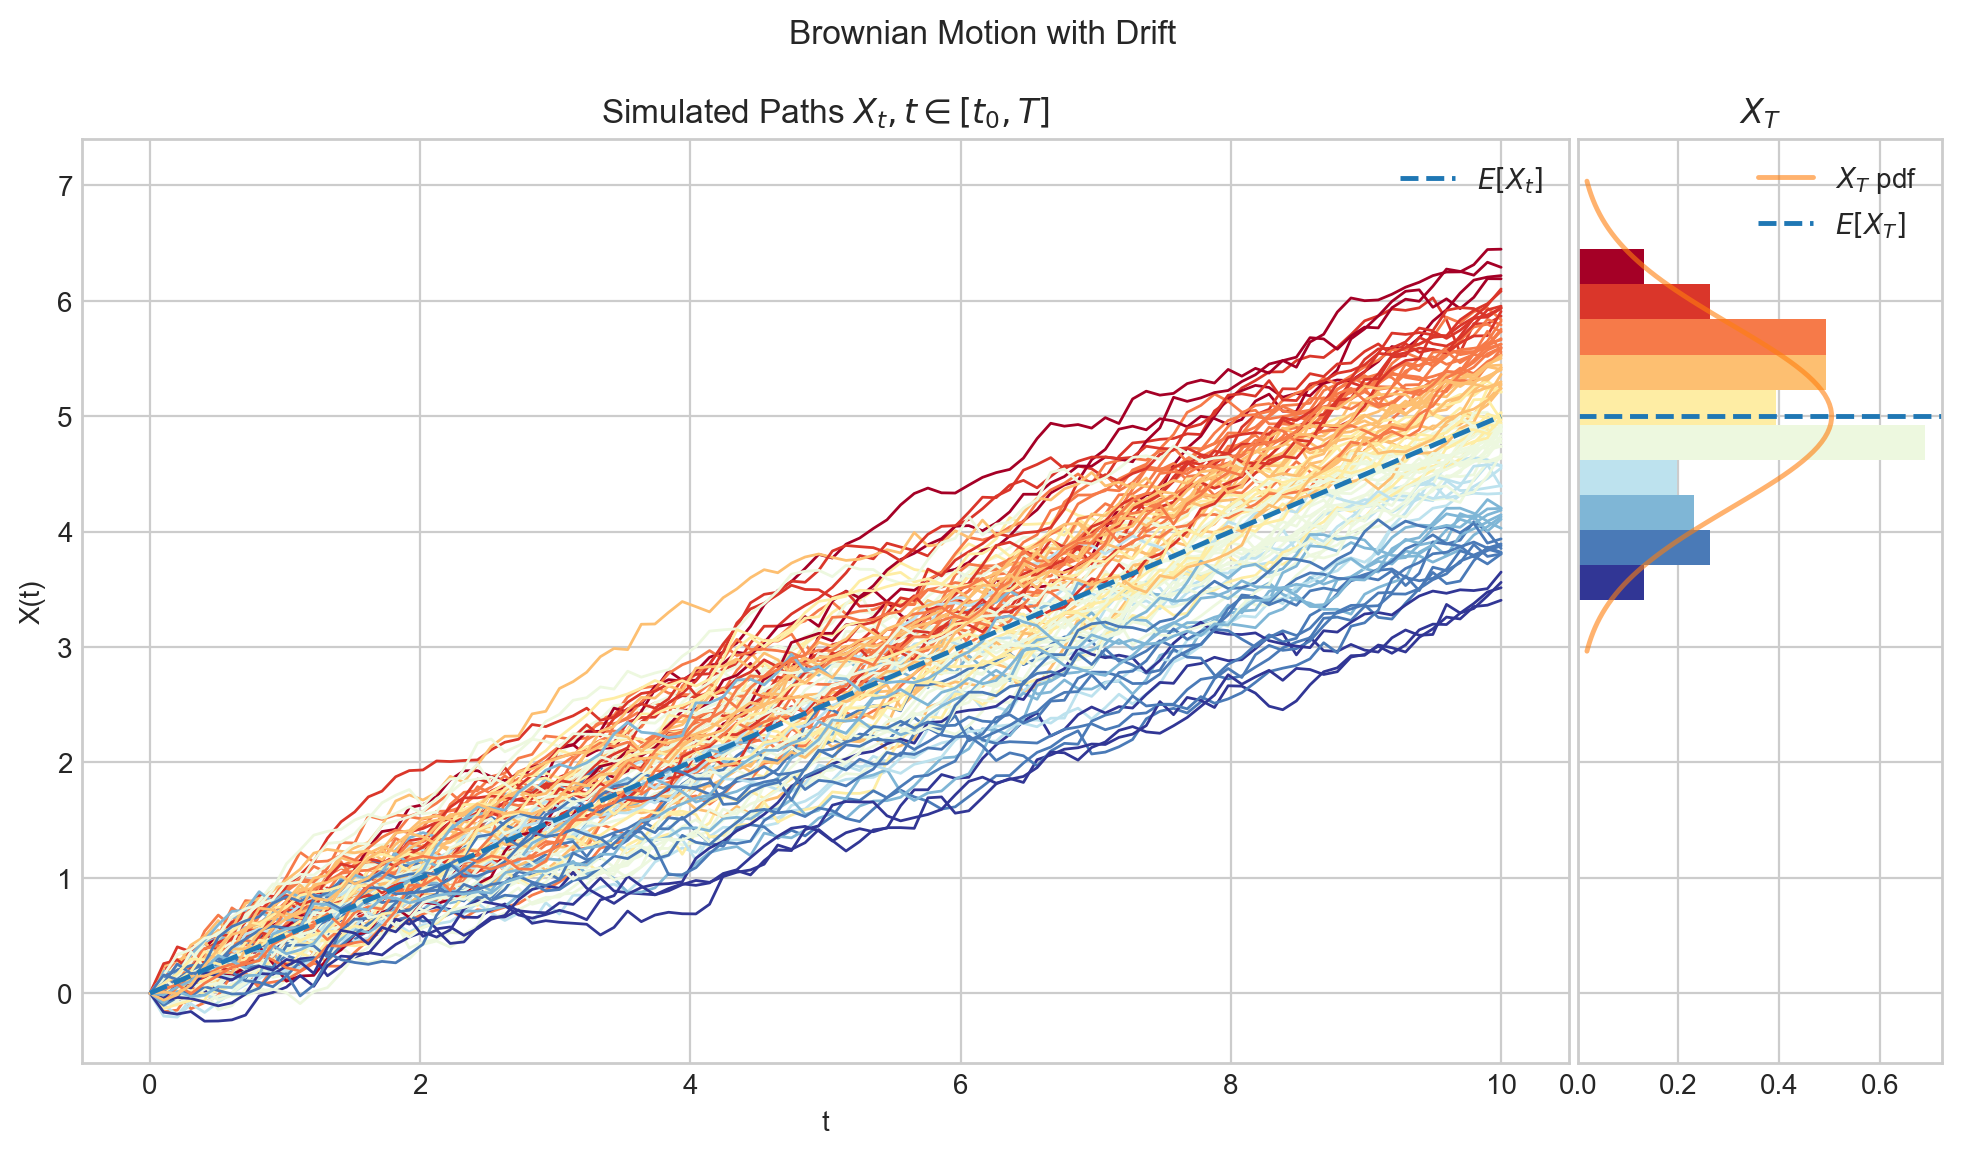 Brownian Motion with Drift
Simulated Paths $X_t, t \in [t_0, T]$
$X_T$
$E[X_t]$
$X_T$ pdf
$E[X_T]$
X(t)
7
6
5
4
3
2
1
0
0 2 4 6 8 10
t
0.0 0.2 0.4 0.6